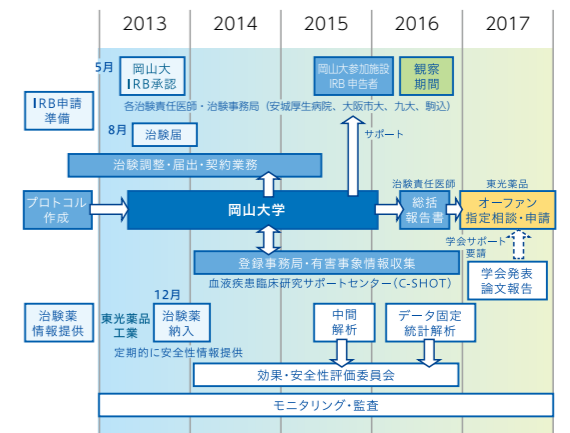 2013 2014 2015 2016 2017
5月
岡山大
IRB承認
岡山大参加施設
IRB 申告者
観察
期間
IRB申請
準備
各治験責任医師・治験事務局（安城厚生病院、大阪市大、九大、駒込）
8月
治験届
サポート
治験調整・届出・契約業務
治験責任医師
東光薬品
プロトコル
作成
岡山大学
総括
報告書
オーファン
指定相談・申請
学会サポート
要請
登録事務局・有害事象情報収集
血液疾患臨床研究サポートセンター（C-SHOT）
学会発表
論文報告
12月
治験薬
情報提供
東光薬品
工業
治験薬
納入
中間
解析
データ固定
統計解析
定期的に安全性情報提供
効果・安全性評価委員会
モニタリング・監査